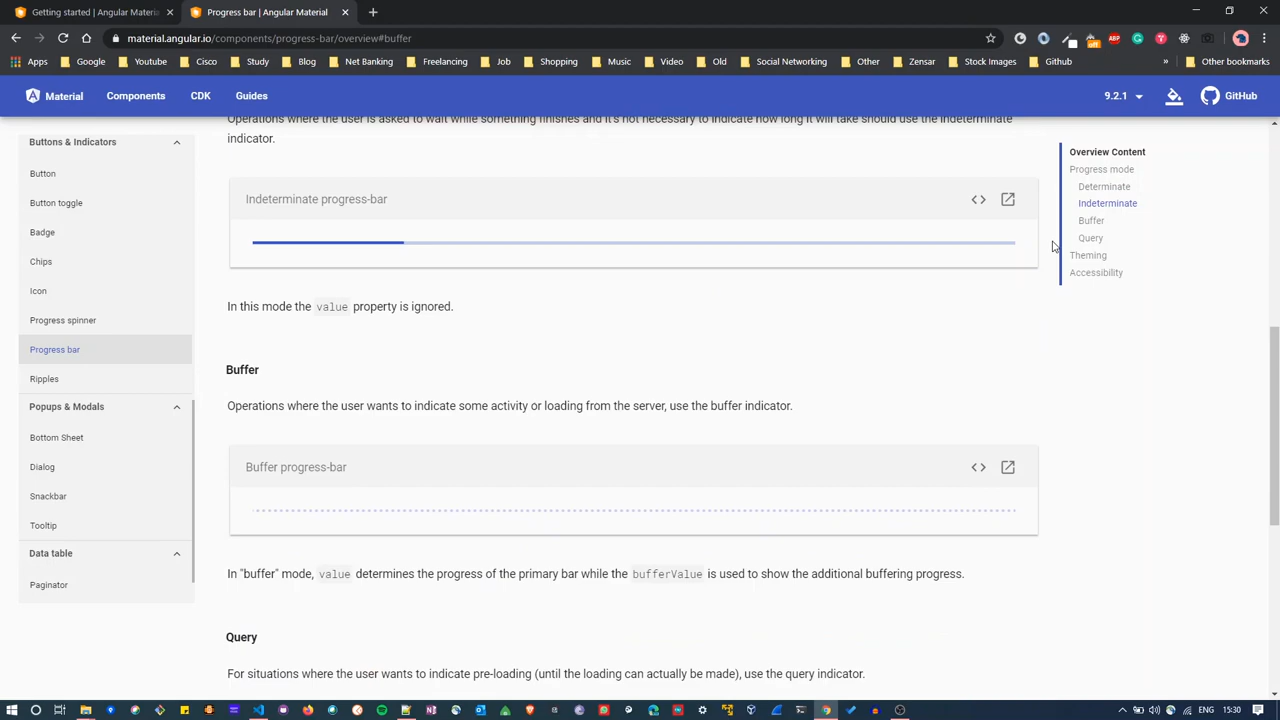 Getting started | Angular Materia
Progress bar | Angular Material
material.angular.io/components/progress-bar/overview#buffer
Apps
Google
Youtube
Cisco
Study
Blog
Net Banking
Freelancing
Job
Shopping
Music
Video
Old
Social Networking
Other
Zensar
Stock Images
Github
»
Other bookmarks
Material
Components
CDK
Guides
9.2.1
GitHub
Operations where the user is asked to wait while something finishes and it's not necessary to indicate how long it will take should use the indeterminate
indicator.
Indeterminate progress-bar
In this mode the value property is ignored.
Buffer
Operations where the user wants to indicate some activity or loading from the server, use the buffer indicator.
Buffer progress-bar
In "buffer" mode, value determines the progress of the primary bar while the bufferValue is used to show the additional buffering progress.
Query
For situations where the user wants to indicate pre-loading (until the loading can actually be made), use the query indicator.
Buttons & Indicators
Button
Button toggle
Badge
Chips
Icon
Progress spinner
Progress bar
Ripples
Popups & Modals
Bottom Sheet
Dialog
Snackbar
Tooltip
Data table
Paginator
Overview Content
Progress mode
Determinate
Indeterminate
Buffer
Query
Theming
Accessibility
ABP
off
ENG
15:30